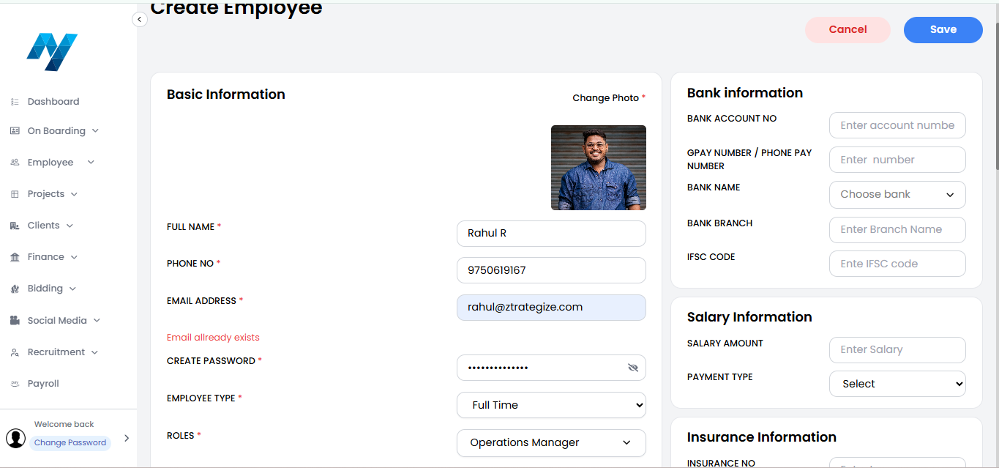 Create Employee
Cancel
Save
Dashboard
On Boarding
Employee
Projects
Clients
Finance
Bidding
Social Media
Recruitment
Payroll
Welcome back
Change Password
Basic Information
Change Photo *
FULL NAME *
Rahul R
PHONE NO *
9750619167
EMAIL ADDRESS *
rahul@ztrategize.com
Email allready exists
CREATE PASSWORD *
••••••••••••••
EMPLOYEE TYPE *
Full Time
ROLES *
Operations Manager
Bank information
BANK ACCOUNT NO
Enter account numbe
GPAY NUMBER / PHONE PAY
NUMBER
Enter number
BANK NAME
Choose bank
BANK BRANCH
Enter Branch Name
IFSC CODE
Ente IFSC code
Salary Information
SALARY AMOUNT
Enter Salary
PAYMENT TYPE
Select
Insurance Information
INSURANCE NO